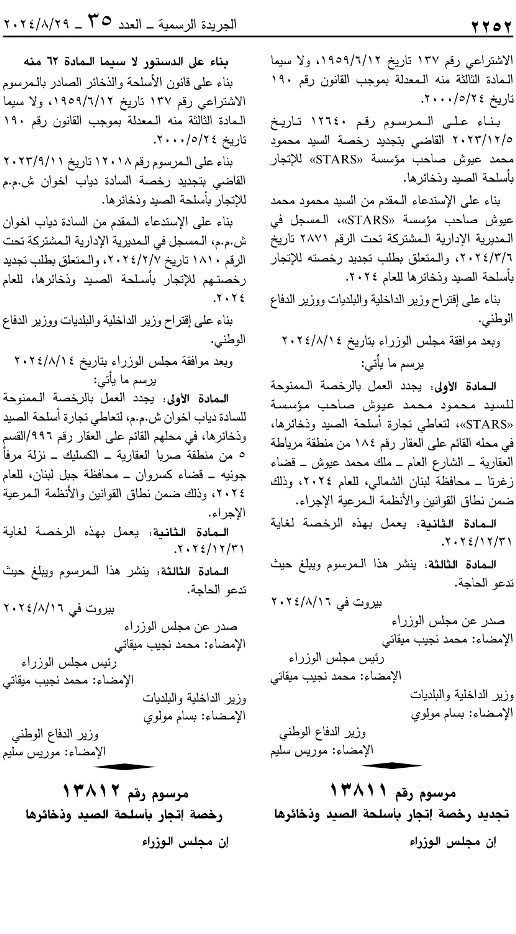 ٢٢٥٢
الجريدة الرسمية ــ العدد ٣٥ ــ ٢٠٢٤/٨/٢٩
الاشتراعي رقم ١٣٧ تاريخ ١٩٥٩/٦/١٢، ولا سيما
المادة الثالثة منه المعدلة بموجب القانون رقم ١٩٠
تاريخ ٢٠٠٠/٥/٢٤.
بناء على المرسوم رقم ١٢٦٤٠ تاريخ
٢٠٢٣/١٢/٥ القاضي بتجديد رخصة السيد محمود
محمد عيوش صاحب مؤسسة «STARS» للإتجار
بأسلحة الصيد وذخائرها.
بناء على الإستدعاء المقدم من السيد محمود محمد
عيوش صاحب مؤسسة «STARS»، المسجل في
المديرية الإدارية المشتركة تحت الرقم ٢٨٧١ تاريخ
٢٠٢٤/٣/٦، والمتعلق بطلب تجديد رخصته للإتجار
بأسلحة الصيد وذخائرها للعام ٢٠٢٤.
بناء على إقتراح وزير الداخلية والبلديات ووزير الدفاع
الوطني.
وبعد موافقة مجلس الوزراء بتاريخ ٢٠٢٤/٨/١٤
يرسم ما يأتي:
المادة الأولى: يجدد العمل بالرخصة الممنوحة
للسيد محمود محمد عيوش صاحب مؤسسة
«STARS»، لتعاطي تجارة أسلحة الصيد وذخائرها،
في محله القائم على العقار رقم ١٨٤ من منطقة مرياطة
العقارية ــ الشارع العام ــ ملك محمد عيوش ــ قضاء
زغرتا ــ محافظة لبنان الشمالي، للعام ٢٠٢٤، وذلك
ضمن نطاق القوانين والأنظمة المرعية الإجراء.
المادة الثانية: يعمل بهذه الرخصة لغاية
٢٠٢٤/١٢/٣١.
المادة الثالثة: ينشر هذا المرسوم ويبلغ حيث
تدعو الحاجة.
بيروت في ٢٠٢٤/٨/١٦
صدر عن مجلس الوزراء
الإمضاء: محمد نجيب ميقاتي
رئيس مجلس الوزراء
الإمضاء: محمد نجيب ميقاتي
وزير الداخلية والبلديات
الإمضاء: بسام مولوي
وزير الدفاع الوطني
الإمضاء: موريس سليم
مرسوم رقم ١٣٨١١
تجديد رخصة إتجار بأسلحة الصيد وذخائرها
إن مجلس الوزراء
بناء على الدستور لا سيما المادة ٦٢ منه
بناء على قانون الأسلحة والذخائر الصادر بالمرسوم
الاشتراعي رقم ١٣٧ تاريخ ١٩٥٩/٦/١٢، ولا سيما
المادة الثالثة منه المعدلة بموجب القانون رقم ١٩٠
تاريخ ٢٠٠٠/٥/٢٤.
بناء على المرسوم رقم ١٢٠١٨ تاريخ ٢٠٢٣/٩/١١
القاضي بتجديد رخصة السادة دياب اخوان ش.م.م
للإتجار بأسلحة الصيد وذخائرها.
بناء على الإستدعاء المقدم من السادة دياب اخوان
ش.م.م، المسجل في المديرية الإدارية المشتركة تحت
الرقم ١٨١٠ تاريخ ٢٠٢٤/٢/٧، والمتعلق بطلب تجديد
رخصتهم للإتجار بأسلحة الصيد وذخائرها، للعام
٢٠٢٤.
بناء على إقتراح وزير الداخلية والبلديات ووزير الدفاع
الوطني.
وبعد موافقة مجلس الوزراء بتاريخ ٢٠٢٤/٨/١٤
يرسم ما يأتي:
المادة الأولى: يجدد العمل بالرخصة الممنوحة
للسادة دياب اخوان ش.م.م، لتعاطي تجارة أسلحة الصيد
وذخائرها، في محلهم القائم على العقار رقم ٩٩٦/القسم
٥ من منطقة صربا العقارية ــ الكسليك ــ نزلة مرفأ
جونيه ــ قضاء كسروان ــ محافظة جبل لبنان، للعام
٢٠٢٤، وذلك ضمن نطاق القوانين والأنظمة المرعية
الإجراء.
المادة الثانية: يعمل بهذه الرخصة لغاية
٢٠٢٤/١٢/٣١.
المادة الثالثة: ينشر هذا المرسوم ويبلغ حيث
تدعو الحاجة.
بيروت في ٢٠٢٤/٨/١٦
صدر عن مجلس الوزراء
الإمضاء: محمد نجيب ميقاتي
رئيس مجلس الوزراء
الإمضاء: محمد نجيب ميقاتي
وزير الداخلية والبلديات
الإمضاء: بسام مولوي
وزير الدفاع الوطني
الإمضاء: موريس سليم
مرسوم رقم ١٣٨١٢
رخصة إتجار بأسلحة الصيد وذخائرها
إن مجلس الوزراء